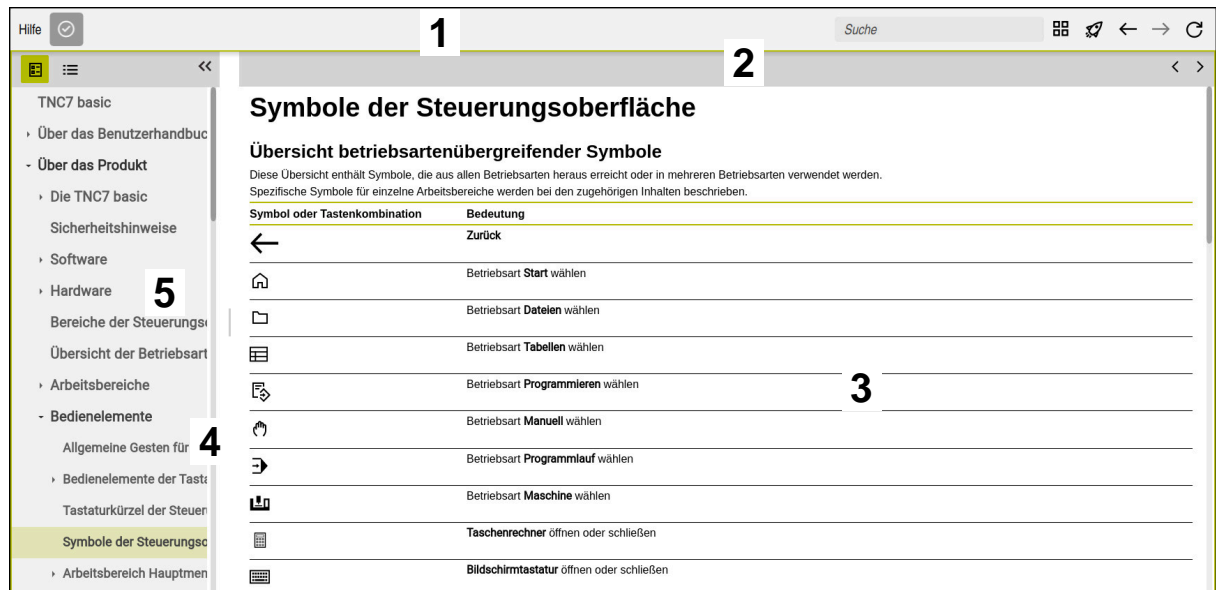 Hilfe
1
Suche
2
TNC7 basic
Über das Benutzerhandbuc
Über das Produkt
Die TNC7 basic
Sicherheitshinweise
Software
Hardware
5
Bereiche der Steuerungso
Übersicht der Betriebsart
Arbeitsbereiche
Bedienelemente
Allgemeine Gesten für
4
Bedienelemente der Tasta
Tastaturkürzel der Steuer
Symbole der Steuerungso
Arbeitsbereich Hauptmen
Symbole der Steuerungsoberfläche
Übersicht betriebsartenübergreifender Symbole
Diese Übersicht enthält Symbole, die aus allen Betriebsarten heraus erreicht oder in mehreren Betriebsarten verwendet werden.
Spezifische Symbole für einzelne Arbeitsbereiche werden bei den zugehörigen Inhalten beschrieben.
Symbol oder Tastenkombination Bedeutung
Zurück
Betriebsart Start wählen
Betriebsart Dateien wählen
Betriebsart Tabellen wählen
Betriebsart Programmieren wählen
3
Betriebsart Manuell wählen
Betriebsart Programmlauf wählen
Betriebsart Maschine wählen
Taschenrechner öffnen oder schließen
Bildschirmtastatur öffnen oder schließen